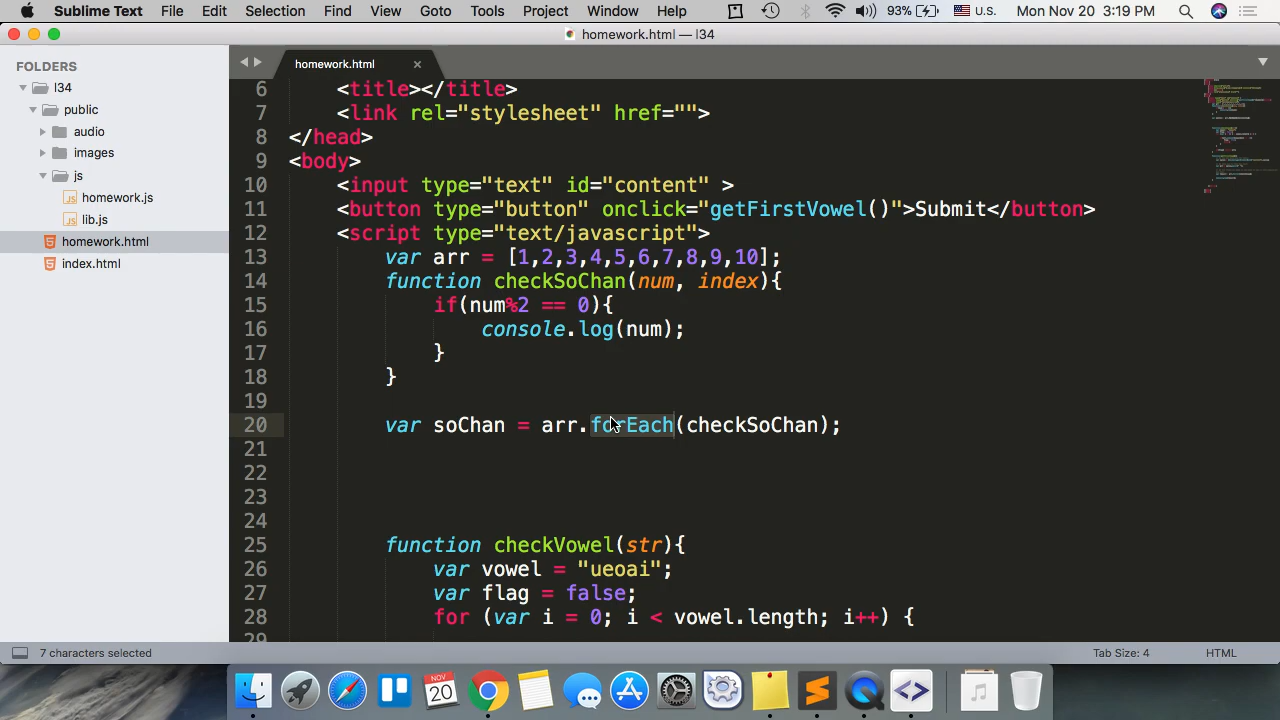 Sublime Text File Edit Selection Find View Goto Tools Project Window Help 93% U.S. Mon Nov 20 3:19 PM
homework.html — l34
FOLDERS
l34
public
audio
images
js
homework.js
lib.js
homework.html
index.html
homework.html ×
6 <title></title>
7 <link rel="stylesheet" href="">
8 </head>
9 <body>
10 <input type="text" id="content" >
11 <button type="button" onclick="getFirstVowel()">Submit</button>
12 <script type="text/javascript">
13 var arr = [1,2,3,4,5,6,7,8,9,10];
14 function checkSoChan(num, index){
15 if(num%2 == 0){
16 console.log(num);
17 }
18 }
19
20 var soChan = arr.forEach(checkSoChan);
21
22
23
24
25 function checkVowel(str){
26 var vowel = "ueoai";
27 var flag = false;
28 for (var i = 0; i < vowel.length; i++) {
29
7 characters selected Tab Size: 4 HTML
NOV
20